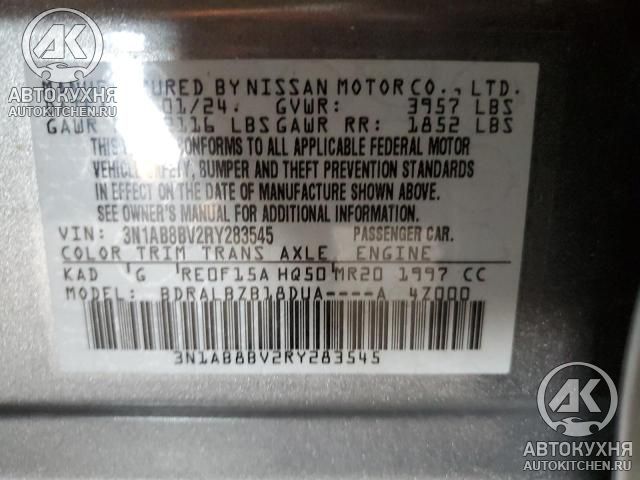 АВТОКУХНЯ
AUTOKITCHEN.RU
BY NISSAN MOTOR CO., LTD.
01/24 GVWR: 3957 LBS
GAWR LBS GAWR RR: 1852 LBS
THIS CONFORMS TO ALL APPLICABLE FEDERAL MOTOR
VEHICLE SAFETY, BUMPER AND THEFT PREVENTION STANDARDS
IN EFFECT ON THE DATE OF MANUFACTURE SHOWN ABOVE.
SEE OWNER'S MANUAL FOR ADDITIONAL INFORMATION.
VIN: 3N1AB8BV2RY283545 PASSENGER CAR.
COLOR TRIM TRANS AXLE ENGINE
KAD G RE0F15A HQ50 MR20 1997 CC
MODEL: BDRALBZB18DUA----A 4Z000
3N1AB8BV2RY283545
АВТОКУХНЯ
AUTOKITCHEN.RU